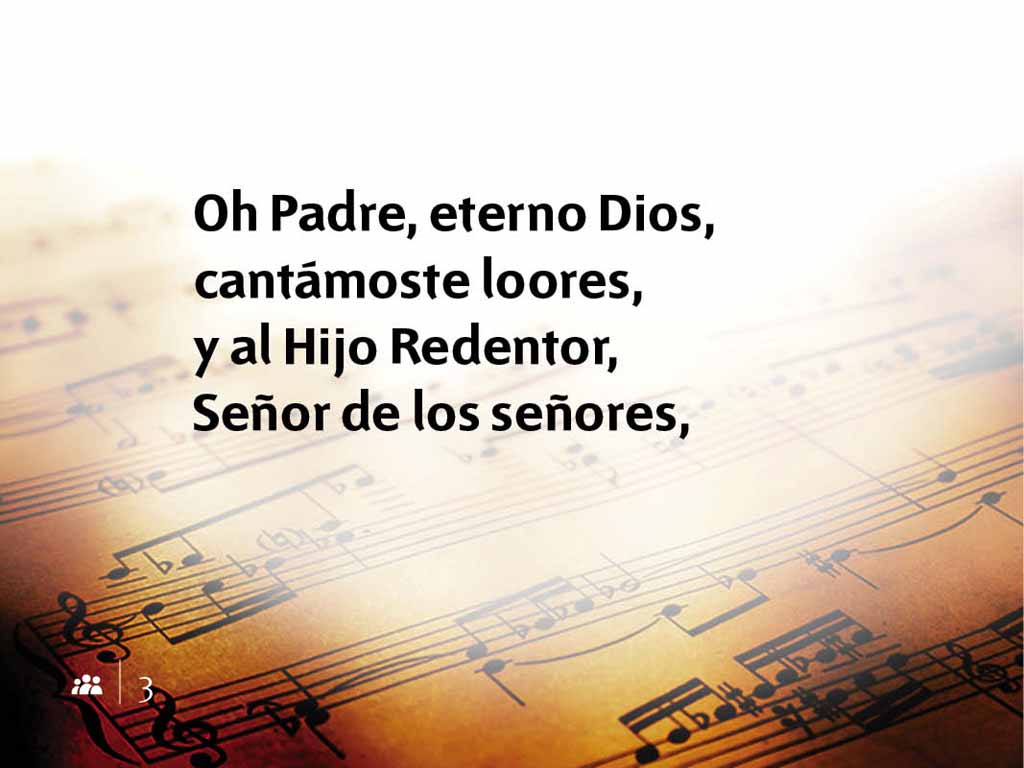 Oh Padre, eterno Dios,
cantámoste loores,
y al Hijo Redentor,
Señor de los señores,
3